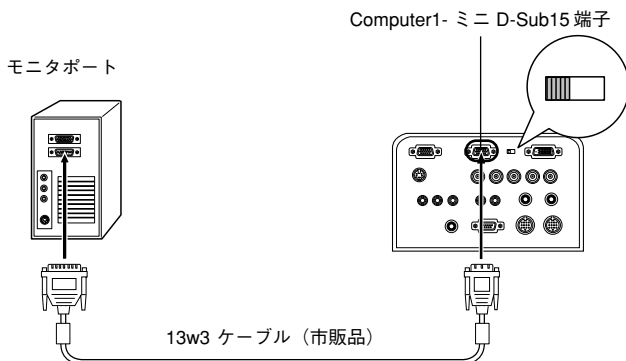 Computer1- ミニ D-Sub15 端子
モニタポート
13w3 ケーブル（市販品）